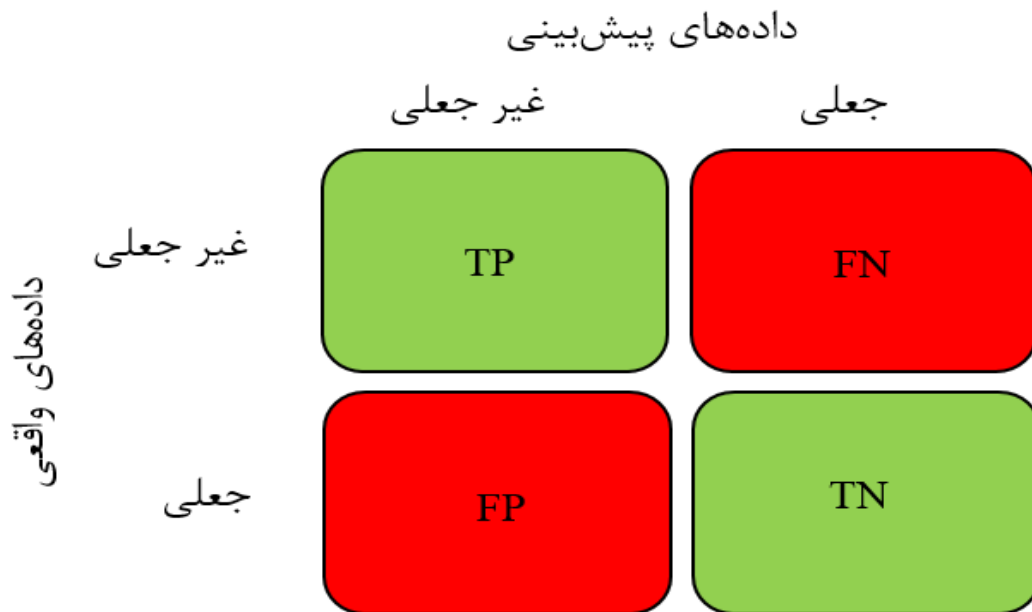 داده‌های پیش‌بینی
جعلی غیر جعلی
غیر جعلی TP FN
داده‌های واقعی
جعلی FP TN